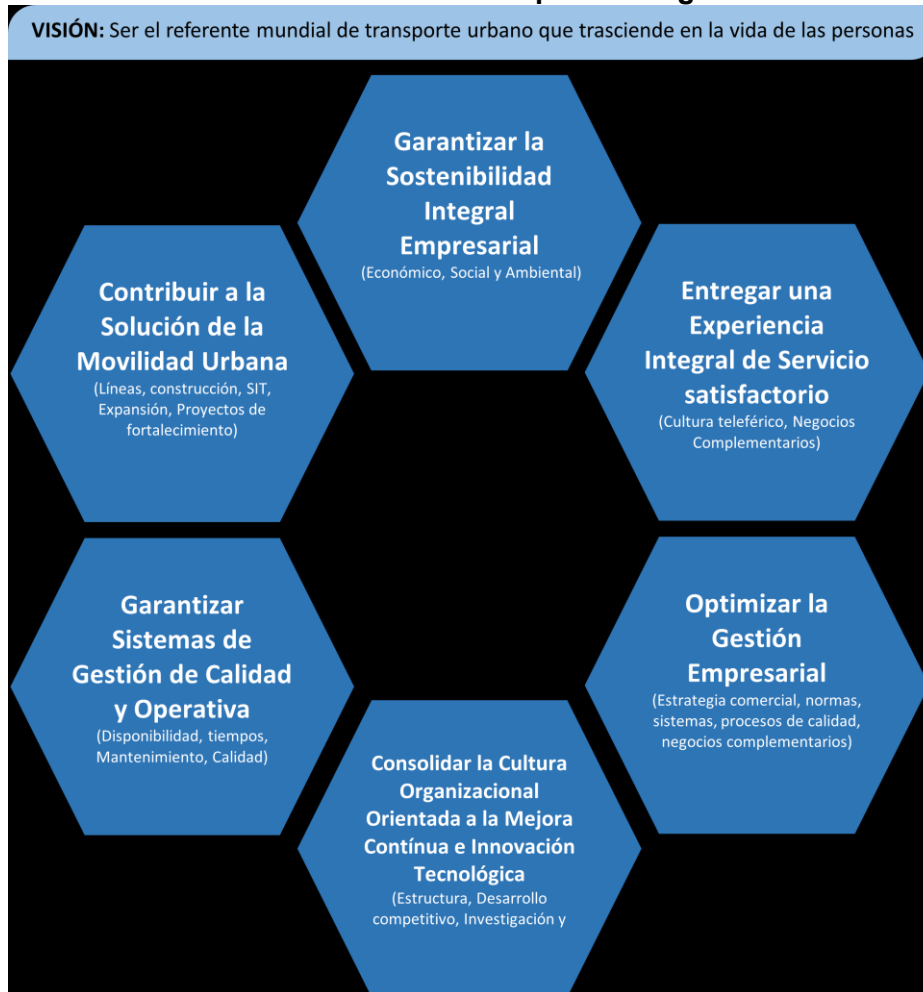 VISIÓN: Ser el referente mundial de transporte urbano que trasciende en la vida de las personas
Garantizar la
Sostenibilidad
Integral
Empresarial
(Económico, Social y Ambiental)
Entregar una
Experiencia
Integral de Servicio
satisfactorio
(Cultura teleférico, Negocios
Complementarios)
Optimizar la
Gestión
Empresarial
(Estrategia comercial, normas,
sistemas, procesos de calidad,
negocios complementarios)
Consolidar la Cultura
Organizacional
Orientada a la Mejora
Contínua e Innovación
Tecnológica
(Estructura, Desarrollo
competitivo, Investigación y
Garantizar
Sistemas de
Gestión de Calidad
y Operativa
(Disponibilidad, tiempos,
Mantenimiento, Calidad)
Contribuir a la
Solución de la
Movilidad Urbana
(Líneas, construcción, SIT,
Expansión, Proyectos de
fortalecimiento)